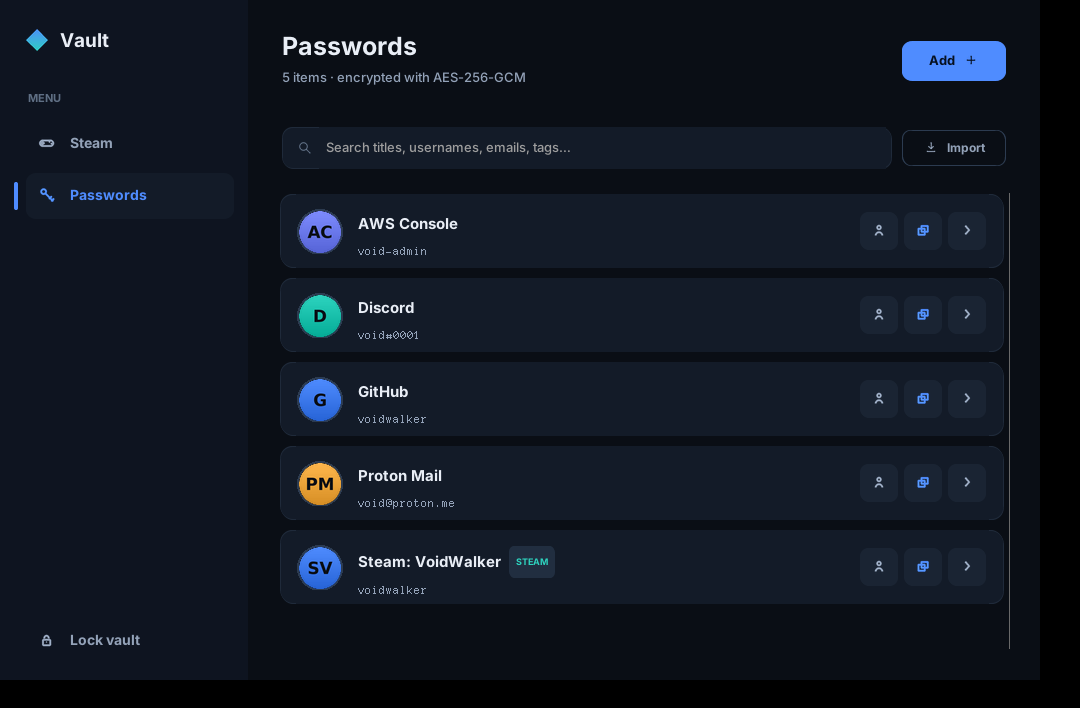 Vault
MENU
Steam
Passwords
Lock vault
Passwords
5 items · encrypted with AES-256-GCM
Add +
Search titles, usernames, emails, tags...
Import
AC
AWS Console
void-admin
D
Discord
void#0001
G
GitHub
voidwalker
PM
Proton Mail
void@proton.me
SV
Steam: VoidWalker STEAM
voidwalker